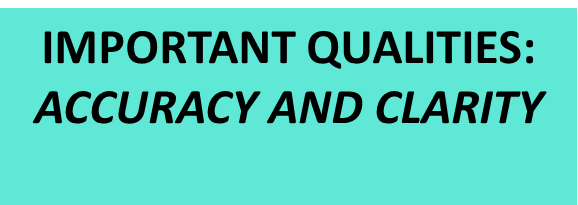 IMPORTANT QUALITIES:
ACCURACY AND CLARITY